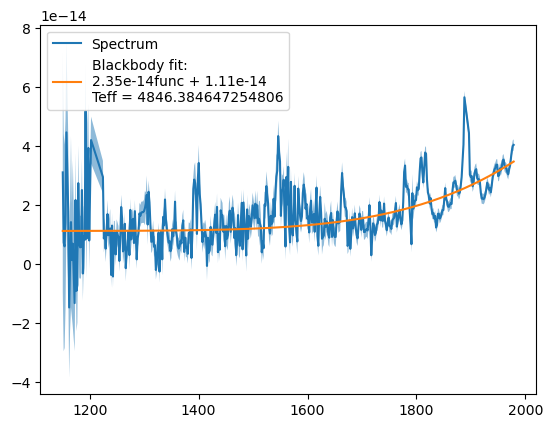 1e−14
8
6
4
2
0
−2
−4
Spectrum
Blackbody fit:
2.35e-14func + 1.11e-14
Teff = 4846.384647254806
1200
1400
1600
1800
2000